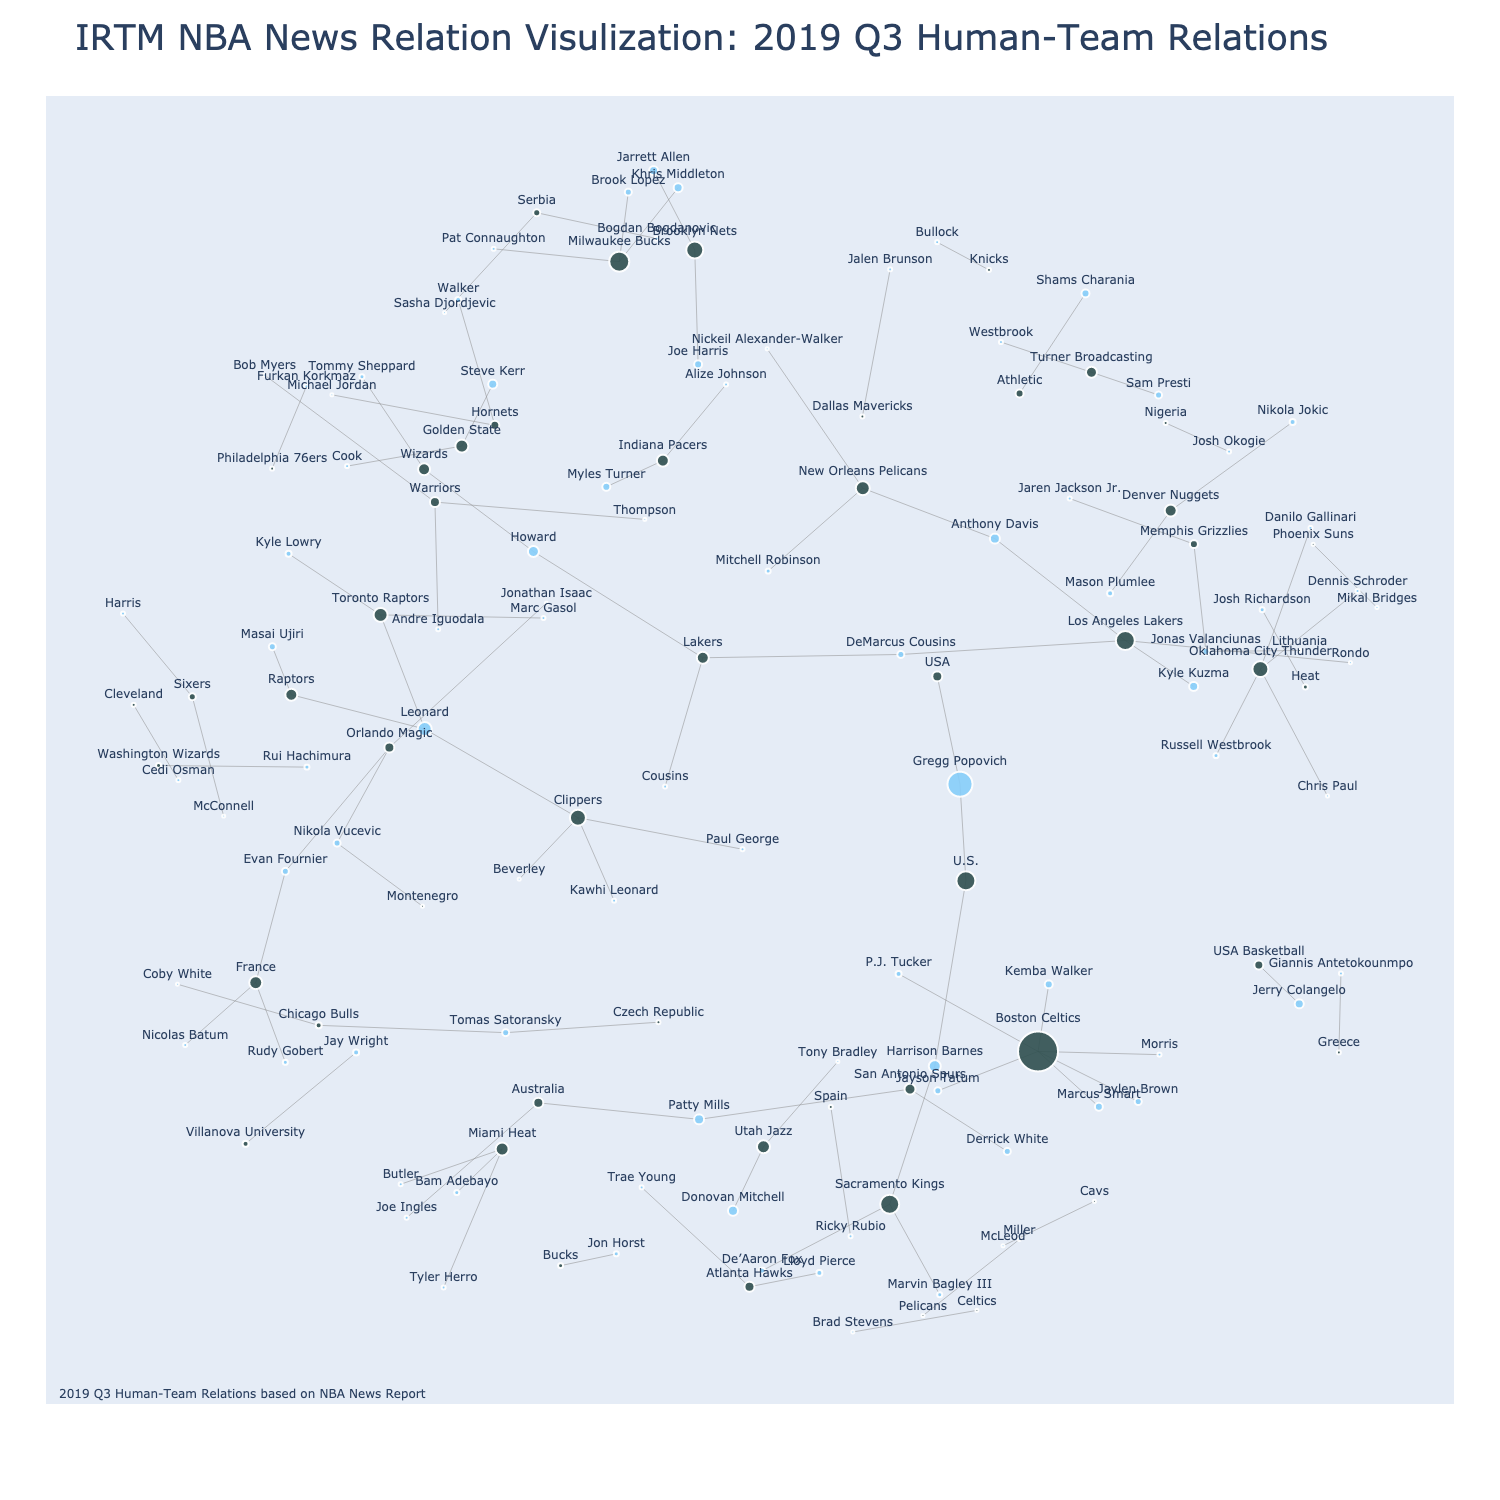 IRTM NBA News Relation Visulization: 2019 Q3 Human-Team Relations
Jarrett Allen
Khris Middleton
Brook Lopez
Serbia
Bogdan Bogdanovic
Brooklyn Nets
Bullock
Pat Connaughton
Milwaukee Bucks
Jalen Brunson
Knicks
Shams Charania
Walker
Sasha Djordjevic
Westbrook
Nickeil Alexander-Walker
Joe Harris
Turner Broadcasting
Bob Myers
Tommy Sheppard
Furkan Korkmaz
Steve Kerr
Alize Johnson
Athletic
Sam Presti
Michael Jordan
Dallas Mavericks
Hornets
Nigeria
Nikola Jokic
Golden State
Josh Okogie
Philadelphia 76ers
Cook
Wizards
Indiana Pacers
New Orleans Pelicans
Myles Turner
Warriors
Jaren Jackson Jr.
Denver Nuggets
Thompson
Anthony Davis
Memphis Grizzlies
Danilo Gallinari
Phoenix Suns
Kyle Lowry
Howard
Mitchell Robinson
Mason Plumlee
Dennis Schroder
Harris
Toronto Raptors
Jonathan Isaac
Marc Gasol
Josh Richardson
Mikal Bridges
Andre Iguodala
Masai Ujiri
Lakers
DeMarcus Cousins
Los Angeles Lakers
Jonas Valanciunas
Lithuania
Oklahoma City Thunder
Rondo
Sixers
Raptors
USA
Kyle Kuzma
Heat
Cleveland
Leonard
Orlando Magic
Washington Wizards
Cedi Osman
Rui Hachimura
Russell Westbrook
Gregg Popovich
Cousins
Chris Paul
McConnell
Clippers
Nikola Vucevic
Paul George
Evan Fournier
Beverley
Kawhi Leonard
U.S.
Montenegro
Coby White
France
P.J. Tucker
Kemba Walker
USA Basketball
Giannis Antetokounmpo
Jerry Colangelo
Chicago Bulls
Tomas Satoransky
Czech Republic
Boston Celtics
Nicolas Batum
Jay Wright
Rudy Gobert
Tony Bradley
Harrison Barnes
Morris
Greece
San Antonio Spurs
Jayson Tatum
Jaylen Brown
Marcus Smart
Australia
Patty Mills
Spain
Villanova University
Miami Heat
Utah Jazz
Derrick White
Butler
Bam Adebayo
Trae Young
Donovan Mitchell
Sacramento Kings
Cavs
Joe Ingles
Ricky Rubio
Miller
McLeod
Bucks
Jon Horst
De’Aaron Fox
Lloyd Pierce
Tyler Herro
Atlanta Hawks
Marvin Bagley III
Pelicans
Celtics
Brad Stevens
2019 Q3 Human-Team Relations based on NBA News Report